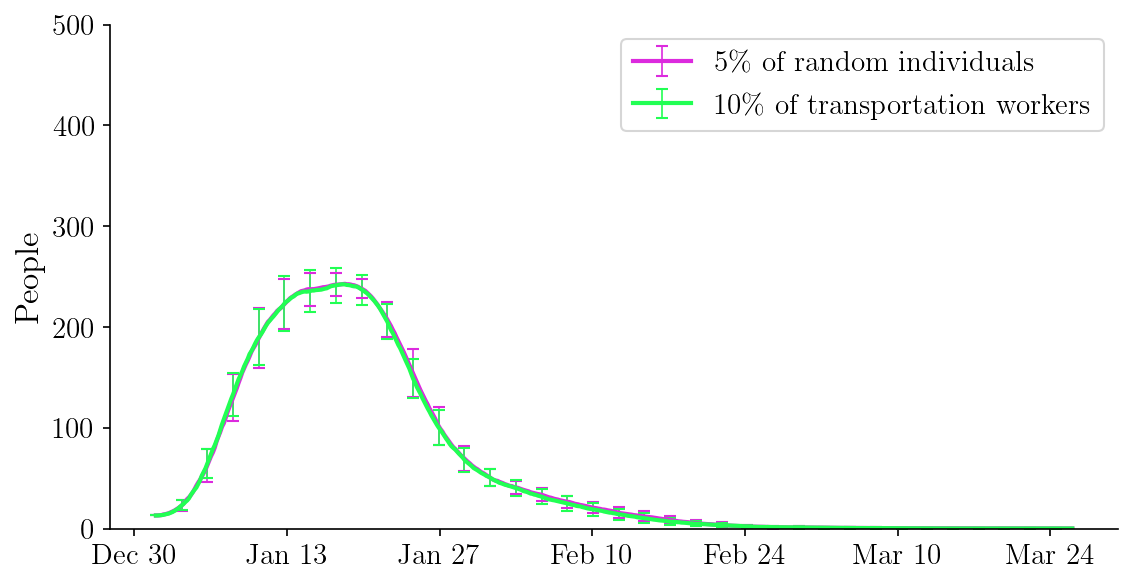 500
400
300
200
100
0
People
5% of random individuals
10% of transportation workers
Dec 30 Jan 13 Jan 27 Feb 10 Feb 24 Mar 10 Mar 24